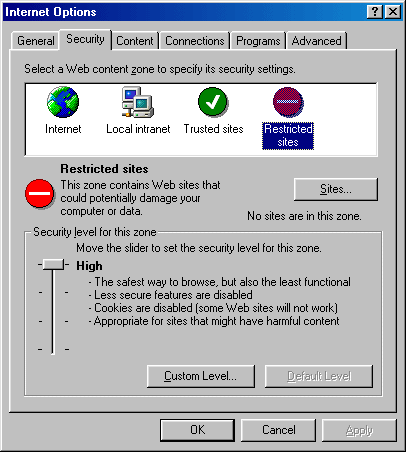 Internet Options
General Security Content Connections Programs Advanced
Select a Web content zone to specify its security settings.
Internet Local intranet Trusted sites Restricted
sites
Restricted sites
This zone contains Web sites that
could potentially damage your
computer or data.
Sites...
No sites are in this zone.
Security level for this zone
Move the slider to set the security level for this zone.
High
- The safest way to browse, but also the least functional
- Less secure features are disabled
- Cookies are disabled (some Web sites will not work)
- Appropriate for sites that might have harmful content
Custom Level... Default Level
OK Cancel Apply